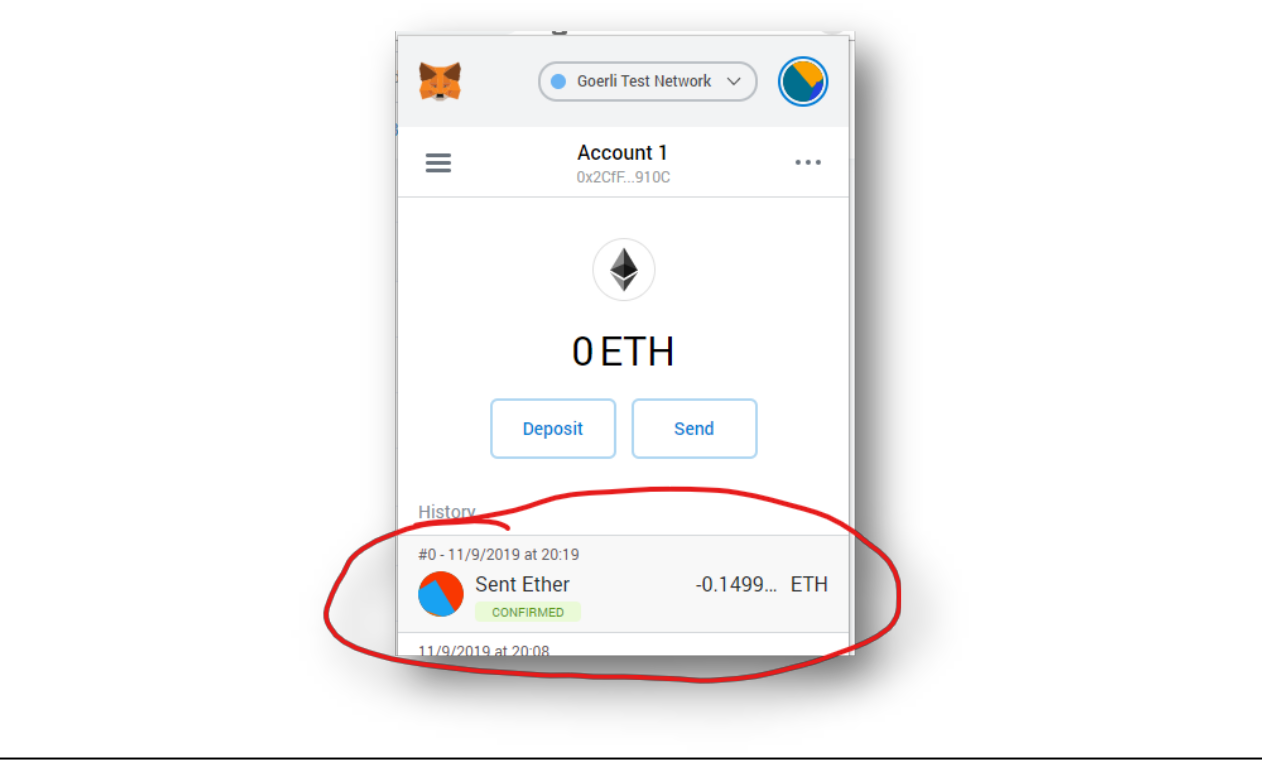 Goerli Test Network
Account 1
0x2CfF...910C
0 ETH
Deposit Send
History
#0 - 11/9/2019 at 20:19
Sent Ether -0.1499... ETH
CONFIRMED
11/9/2019 at 20:08